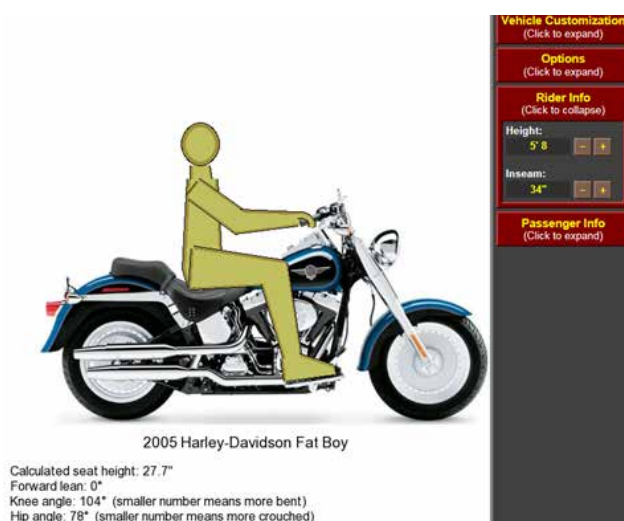 Vehicle Customization
(Click to expand)
Options
(Click to expand)
Rider Info
(Click to collapse)
Height:
5' 8
- +
Inseam:
34"
- +
Passenger Info
(Click to expand)
2005 Harley-Davidson Fat Boy
Calculated seat height: 27.7"
Forward lean: 0°
Knee angle: 104° (smaller number means more bent)
Hip angle: 78° (smaller number means more crouched)